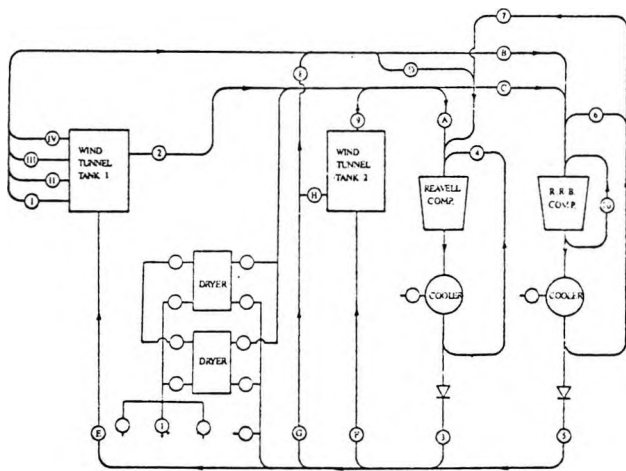 7
B
D
C
IV
III
II
I
WIND
TUNNEL
TANK 1
2
9
A
WIND
TUNNEL
TANK 2
H
4
6
REAVELL
COMP.
R.R.B.
COMP.
DRYER
COOLER
COOLER
DRYER
E
1
G
F
3
5